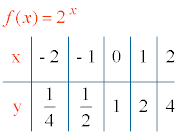 f(x) = 2^x
x -2 -1 0 1 2
y 1/4 1/2 1 2 4